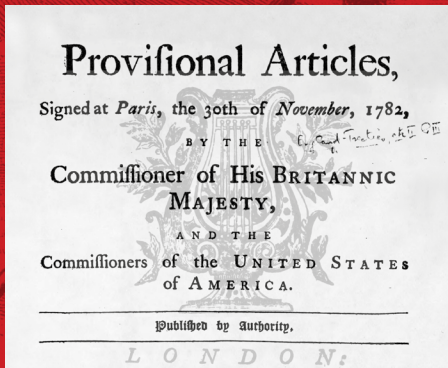 Proviſional Articles,
Signed at Paris, the 30th of November, 1782,
BY THE
Commiſſioner of His BRITANNIC
MAJESTY,
AND THE
Commiſſioners of the UNITED STATES
of AMERICA.
Publiſhed by Authority.
LONDON: